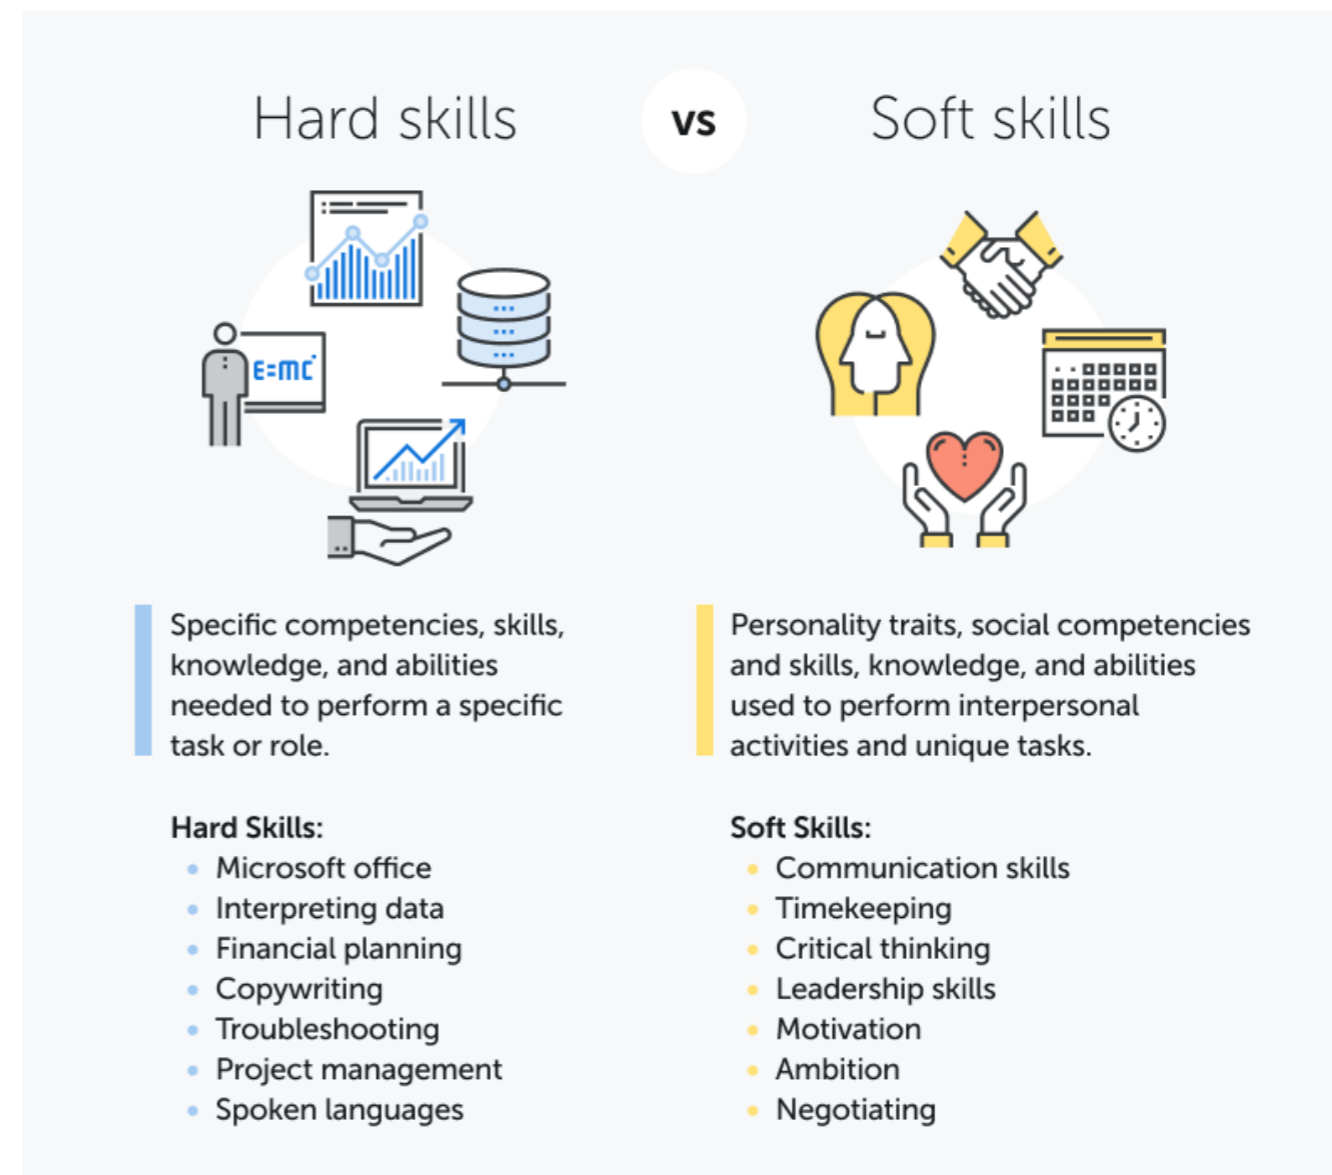 Hard skills
vs
Soft skills
E=mc
Specific competencies, skills,
knowledge, and abilities
needed to perform a specific
task or role.
Hard Skills:
Microsoft office
Interpreting data
Financial planning
Copywriting
Troubleshooting
Project management
Spoken languages
Personality traits, social competencies
and skills, knowledge, and abilities
used to perform interpersonal
activities and unique tasks.
Soft Skills:
Communication skills
Timekeeping
Critical thinking
Leadership skills
Motivation
Ambition
Negotiating